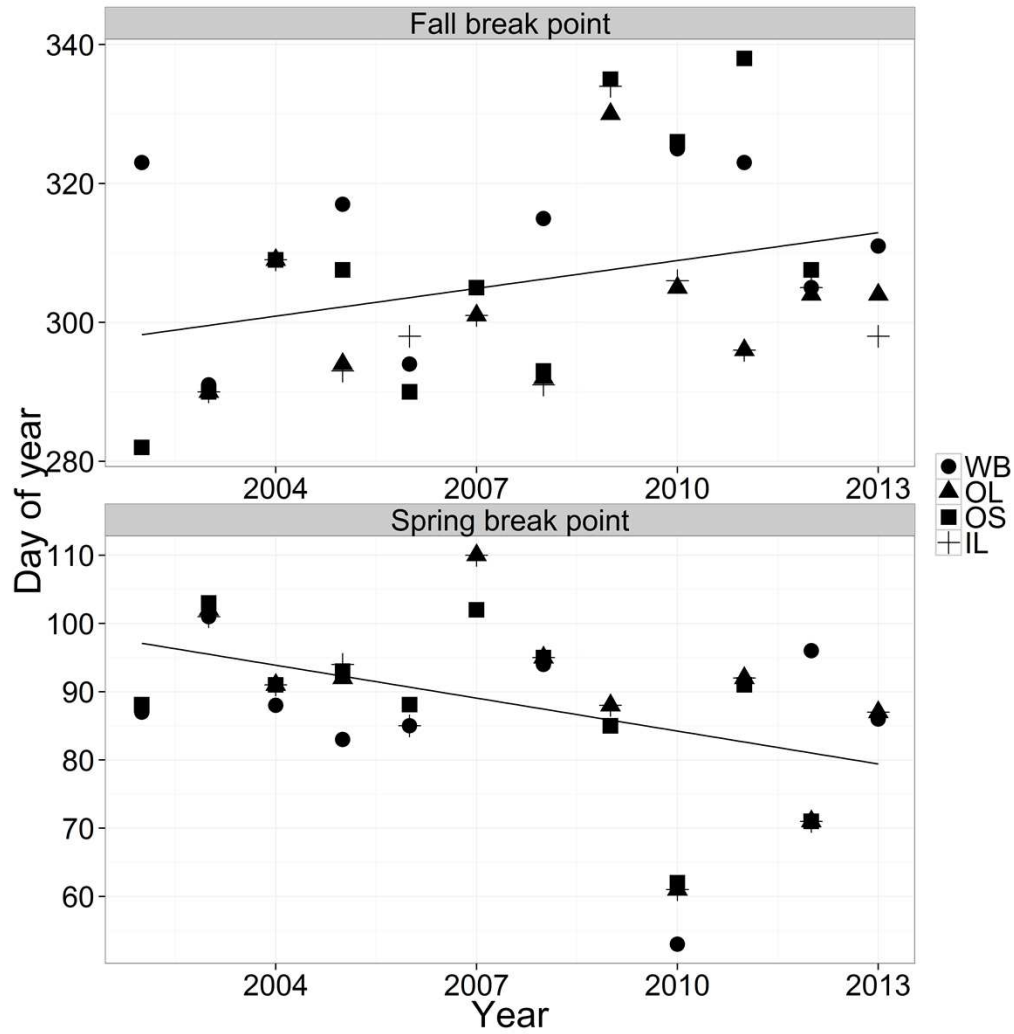 Fall break point
340
320
300
280
2004 2007 2010 2013
Day of year
WB
OL
OS
IL
Spring break point
110
100
90
80
70
60
2004 2007 2010 2013
Year